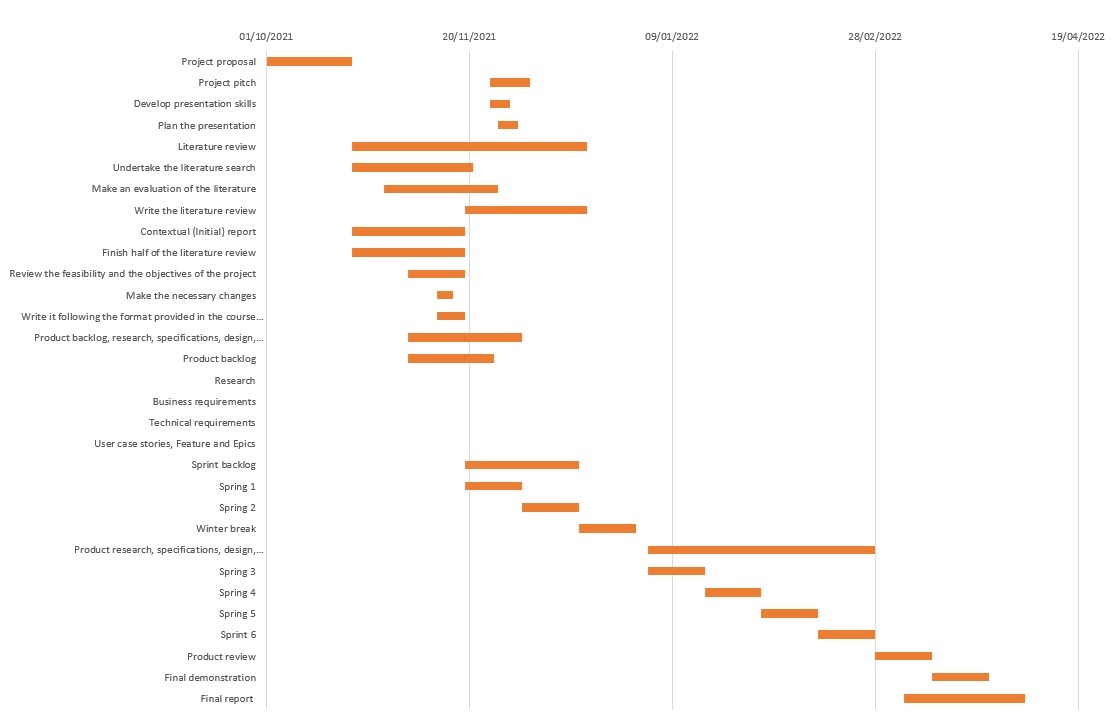 01/10/2021 20/11/2021 09/01/2022 28/02/2022 19/04/2022
Project proposal
Project pitch
Develop presentation skills
Plan the presentation
Literature review
Undertake the literature search
Make an evaluation of the literature
Write the literature review
Contextual (Initial) report
Finish half of the literature review
Review the feasibility and the objectives of the project
Make the necessary changes
Write it following the format provided in the course...
Product backlog, research, specifications, design,...
Product backlog
Research
Business requirements
Technical requirements
User case stories, Feature and Epics
Sprint backlog
Spring 1
Spring 2
Winter break
Product research, specifications, design,...
Spring 3
Spring 4
Spring 5
Sprint 6
Product review
Final demonstration
Final report